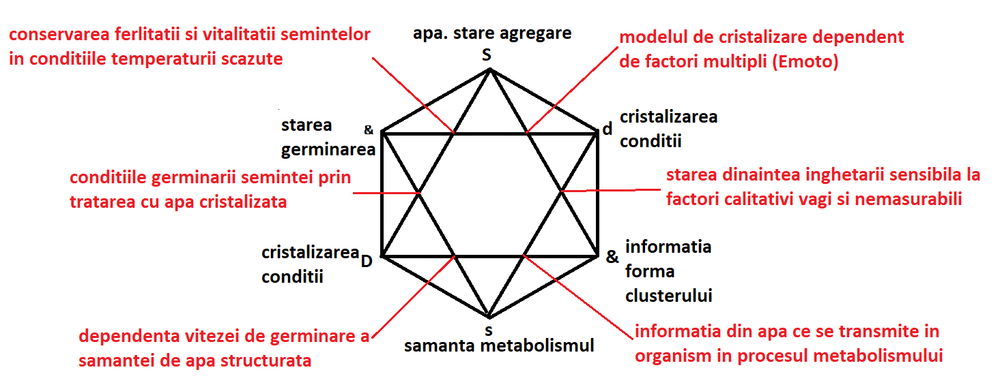 conservarea ferlitatii si vitalitatii semintelor
in conditiile temperaturii scazute
apa. stare agregare
S
modelul de cristalizare dependent
de factori multipli (Emoto)
starea
germinarea
&
d
cristalizarea
conditii
conditiile germinarii semintei prin
tratarea cu apa cristalizata
starea dinaintea inghetarii sensibila la
factori calitativi vagi si nemasurabili
cristalizarea
conditii
D
&
informatia
forma
clusterului
dependenta vitezei de germinare a
samantei de apa structurata
s
samanta metabolismul
informatia din apa ce se transmite in
organism in procesul metabolismului